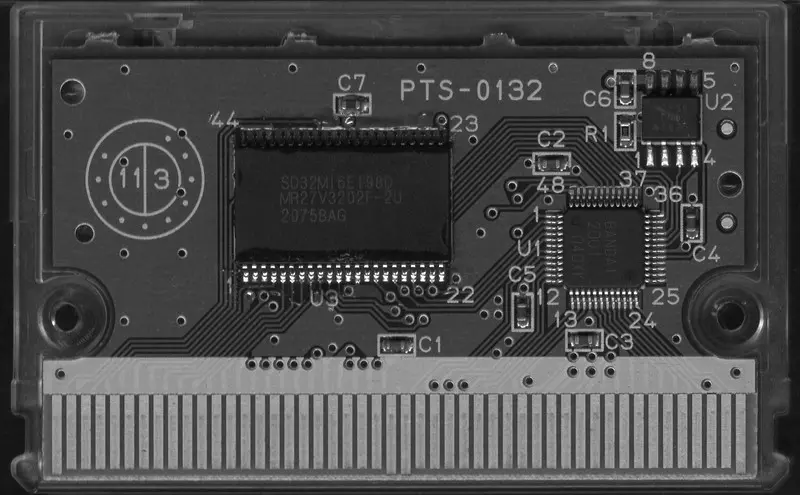 PTS-0132
C7
8
5
C6
U2
R1
1
4
44
23
C2
11 3
SD32M16E1980
MR27V3202F-2U
2075BAG
48
37
36
1
U1
C4
C5
U3
22
12
25
13
24
C1
C3